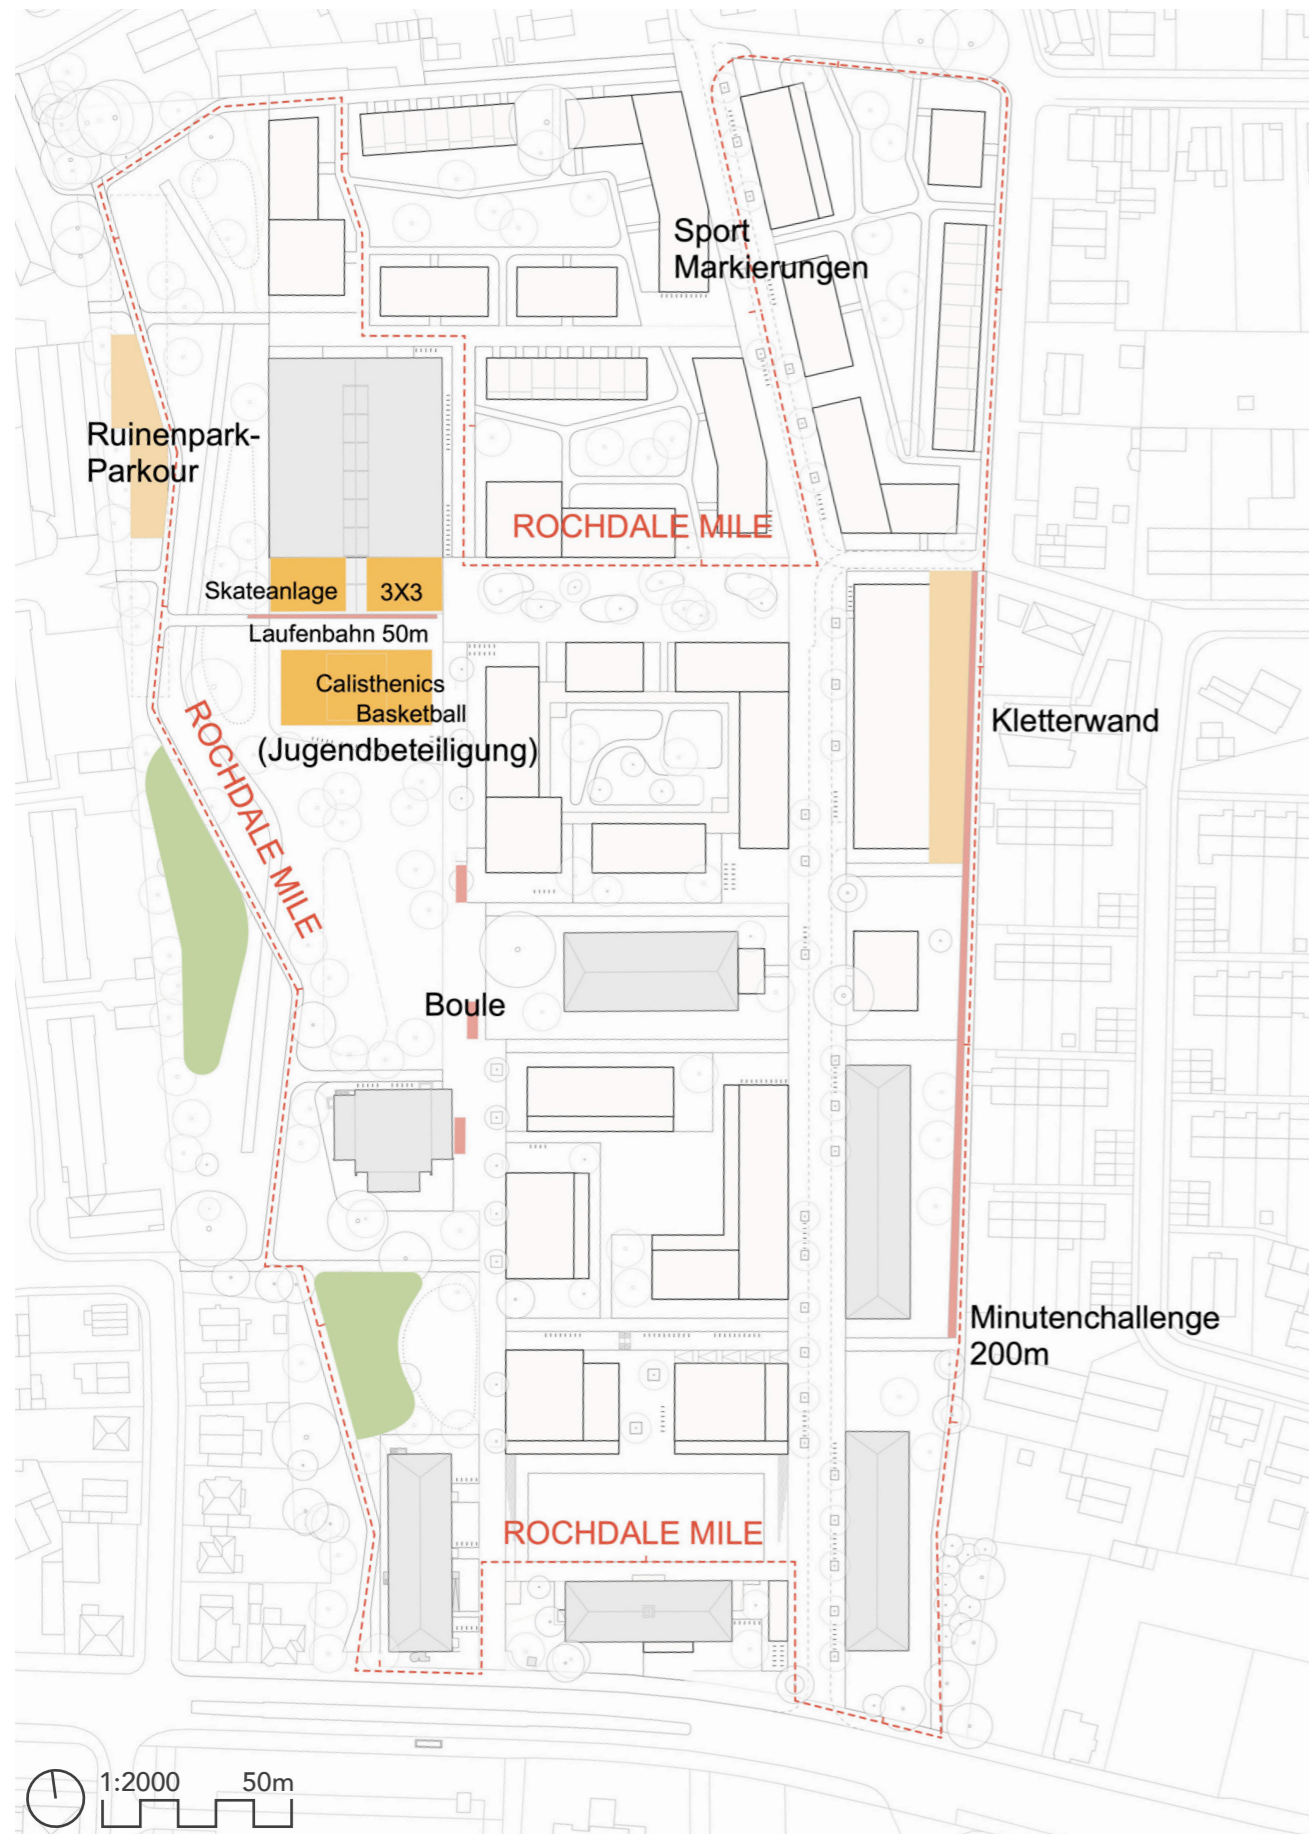 Sport
Markierungen
Ruinenpark-
Parkour
ROCHDALE MILE
Skateanlage
3X3
Laufenbahn 50m
Calisthenics
Basketball
(Jugendbeteiligung)
Kletterwand
ROCHDALE MILE
Boule
Minutenchallenge
200m
ROCHDALE MILE
1:2000
50m